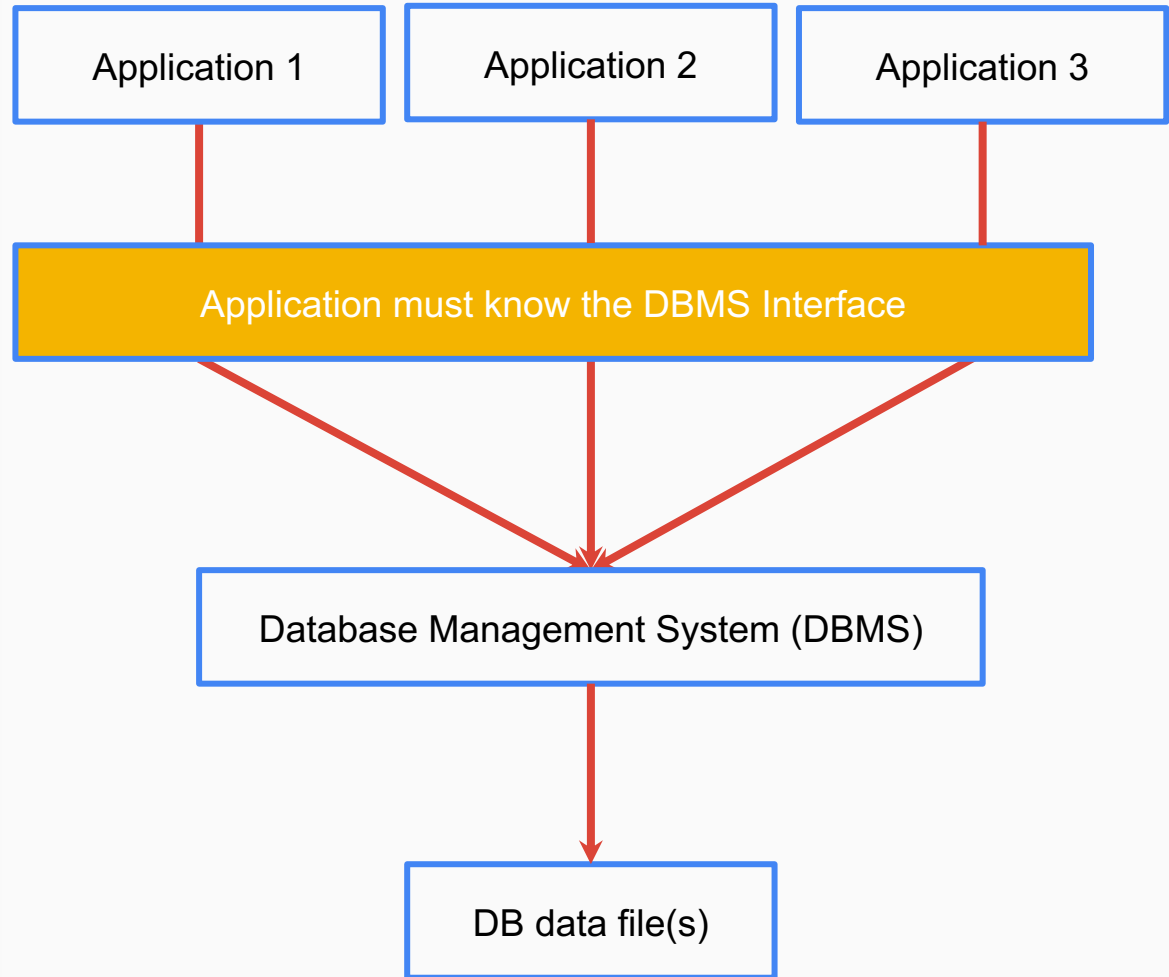 Application 1
Application 2
Application 3
Application must know the DBMS Interface
Database Management System (DBMS)
DB data file(s)